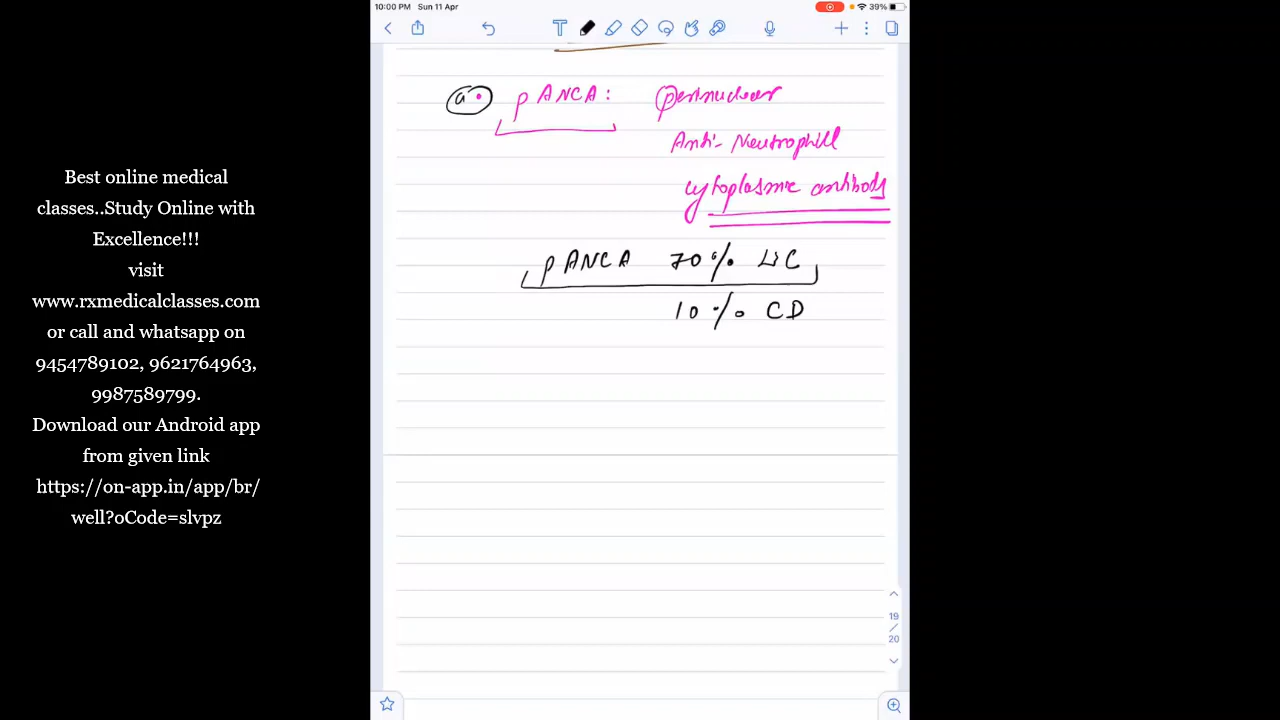 10:00 PM Sun 11 Apr
39%
Best online medical
classes..Study Online with
Excellence!!!
visit
www.rxmedicalclasses.com
or call and whatsapp on
9454789102, 9621764963,
9987589799.
Download our Android app
from given link
https://on-app.in/app/br/
well?oCode=slvpz
a. pANCA: perinuclear
Anti-Neutrophill
cytoplasmic antibody
pANCA 70% UC
10% CD
19
/
20